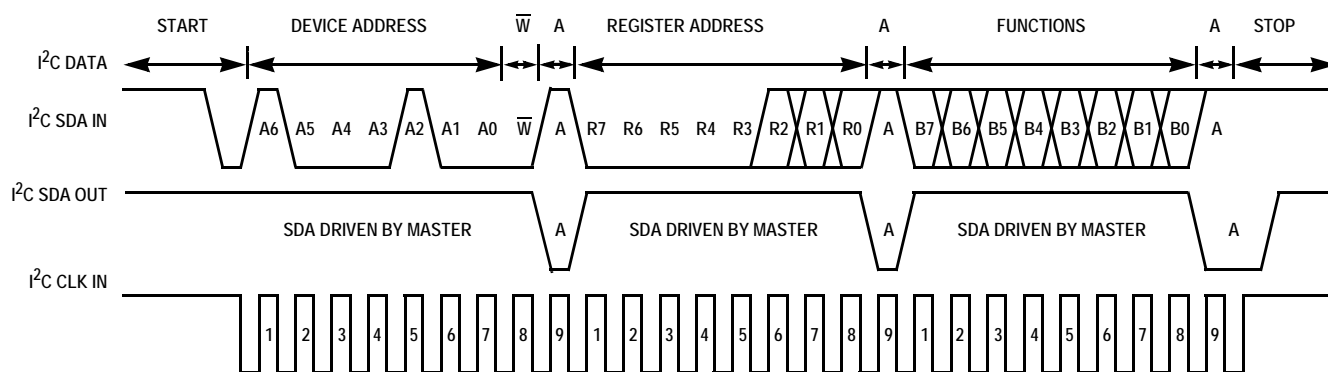 START DEVICE ADDRESS W̅ A REGISTER ADDRESS A FUNCTIONS A STOP
I²C DATA
I²C SDA IN A6 A5 A4 A3 A2 A1 A0 W̅ A R7 R6 R5 R4 R3 R2 R1 R0 A B7 B6 B5 B4 B3 B2 B1 B0 A
I²C SDA OUT
SDA DRIVEN BY MASTER A SDA DRIVEN BY MASTER A SDA DRIVEN BY MASTER A
I²C CLK IN
1 2 3 4 5 6 7 8 9 1 2 3 4 5 6 7 8 9 1 2 3 4 5 6 7 8 9